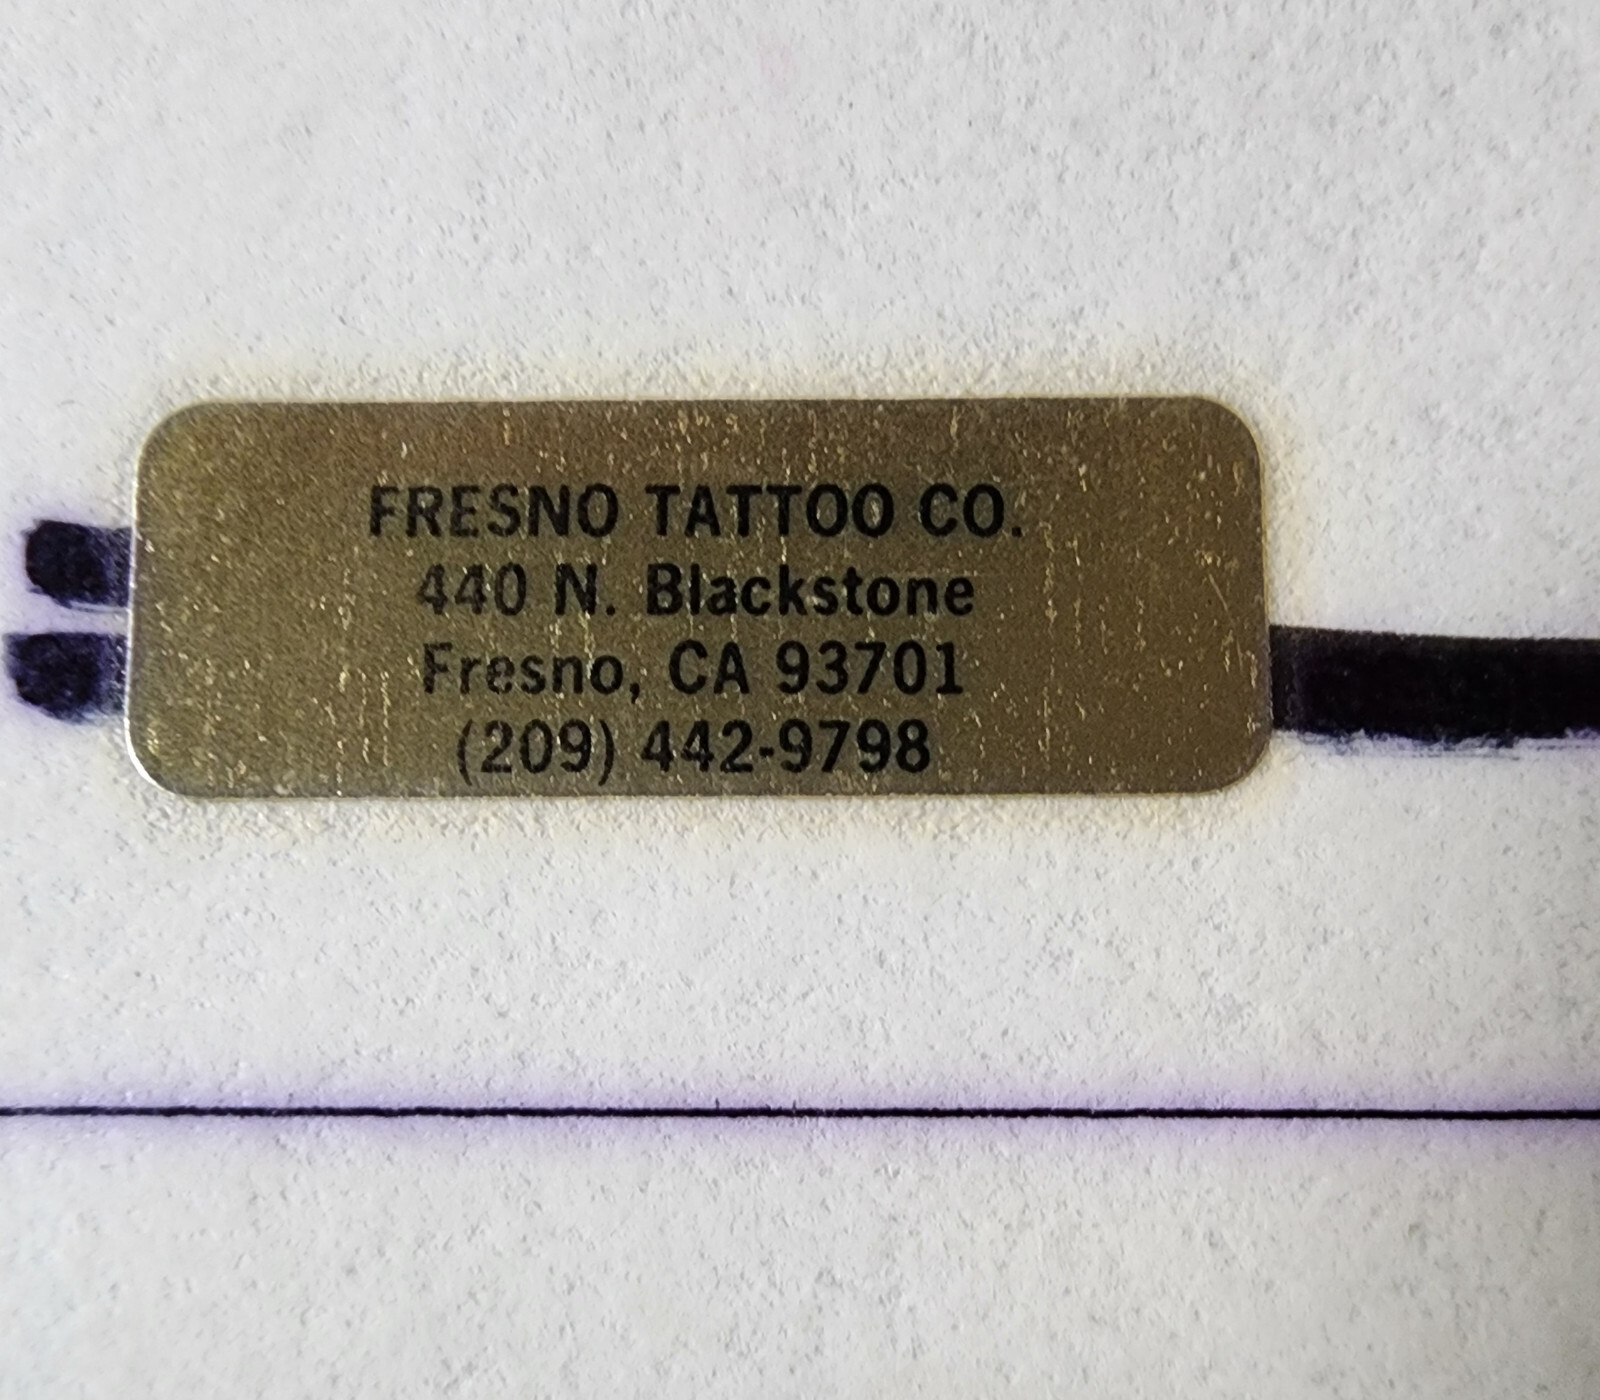 FRESNO TATTOO CO.
440 N. Blackstone
Fresno, CA 93701
(209) 442-9798